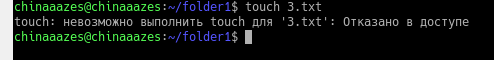 chinaaazes@chinaaazes:~/folder1$ touch 3.txt
touch: невозможно выполнить touch для '3.txt': Отказано в доступе
chinaaazes@chinaaazes:~/folder1$